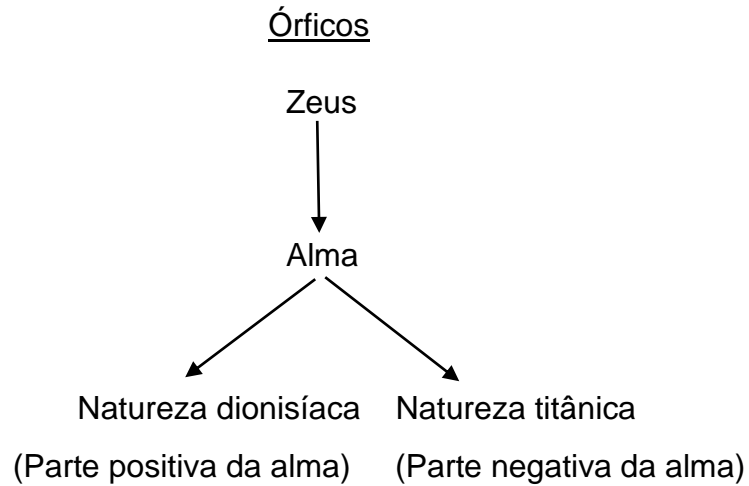 Órficos
Zeus
Alma
Natureza dionisíaca Natureza titânica
(Parte positiva da alma) (Parte negativa da alma)